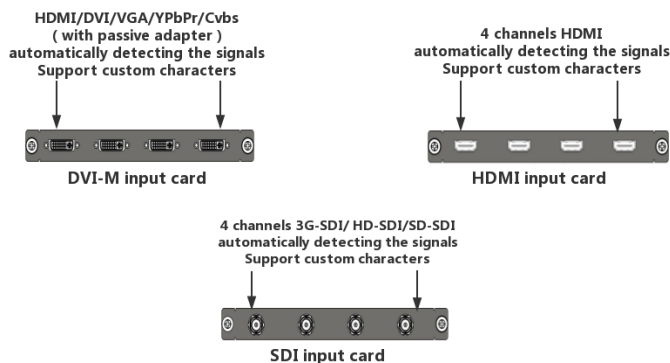 HDMI/DVI/VGA/YPbPr/Cvbs
( with passive adapter )
automatically detecting the signals
Support custom characters
DVI-M input card
4 channels HDMI
automatically detecting the signals
Support custom characters
HDMI input card
4 channels 3G-SDI/ HD-SDI/SD-SDI
automatically detecting the signals
Support custom characters
SDI input card